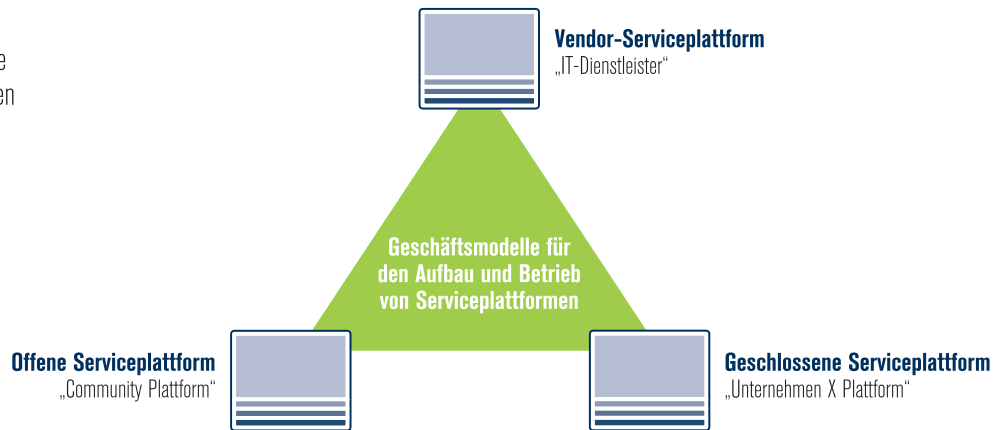 Vendor-Serviceplattform
„IT-Dienstleister“
e
en
Geschäftsmodelle für
den Aufbau und Betrieb
von Serviceplattformen
Offene Serviceplattform
„Community Plattform“
Geschlossene Serviceplattform
„Unternehmen X Plattform“